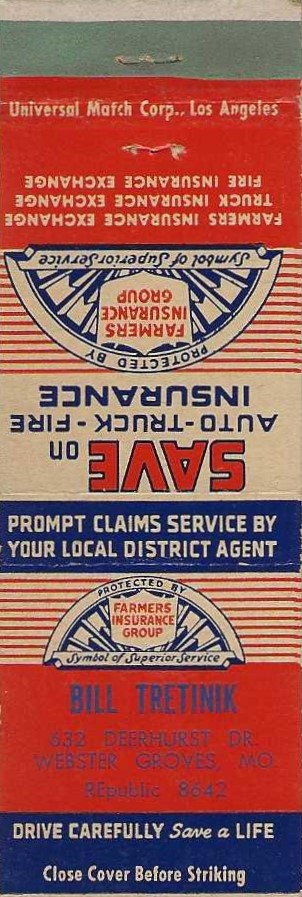 Universal Match Corp., Los Angeles
SAVE on
AUTO-TRUCK-FIRE
INSURANCE
PROTECTED BY
FARMERS
INSURANCE
GROUP
Symbol of Superior Service
FARMERS INSURANCE EXCHANGE
TRUCK INSURANCE EXCHANGE
FIRE INSURANCE EXCHANGE
PROMPT CLAIMS SERVICE BY
YOUR LOCAL DISTRICT AGENT
PROTECTED BY
FARMERS
INSURANCE
GROUP
Symbol of Superior Service
BILL TRETINIK
632 DEERHURST DR.
WEBSTER GROVES, MO.
REpublic 8642
DRIVE CAREFULLY Save a LIFE
Close Cover Before Striking